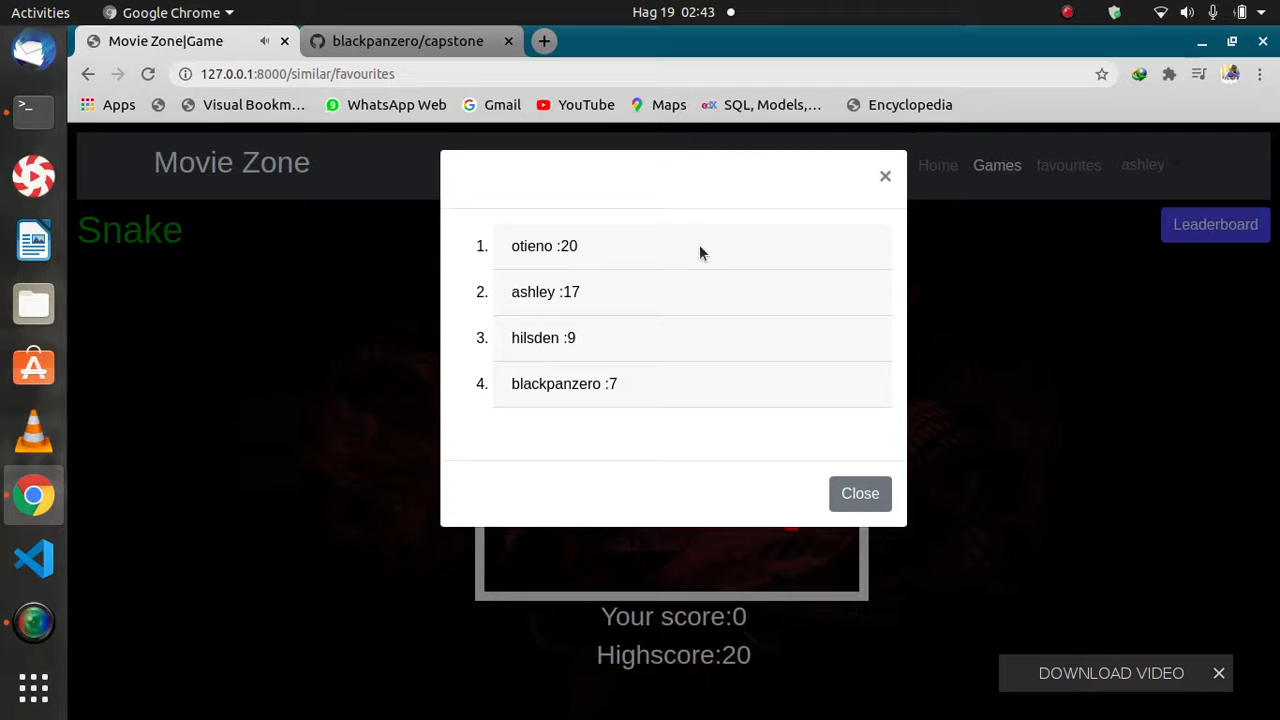 Activities Google Chrome Hag 19 02:43
Movie Zone|Game blackpanzero/capstone
127.0.0.1:8000/similar/favourites
Apps Visual Bookm... WhatsApp Web Gmail YouTube Maps SQL, Models,... Encyclopedia
Movie Zone × Home Games favourites ashley
Snake Leaderboard
1. otieno :20
2. ashley :17
3. hilsden :9
4. blackpanzero :7
Close
Your score:0
Highscore:20
DOWNLOAD VIDEO